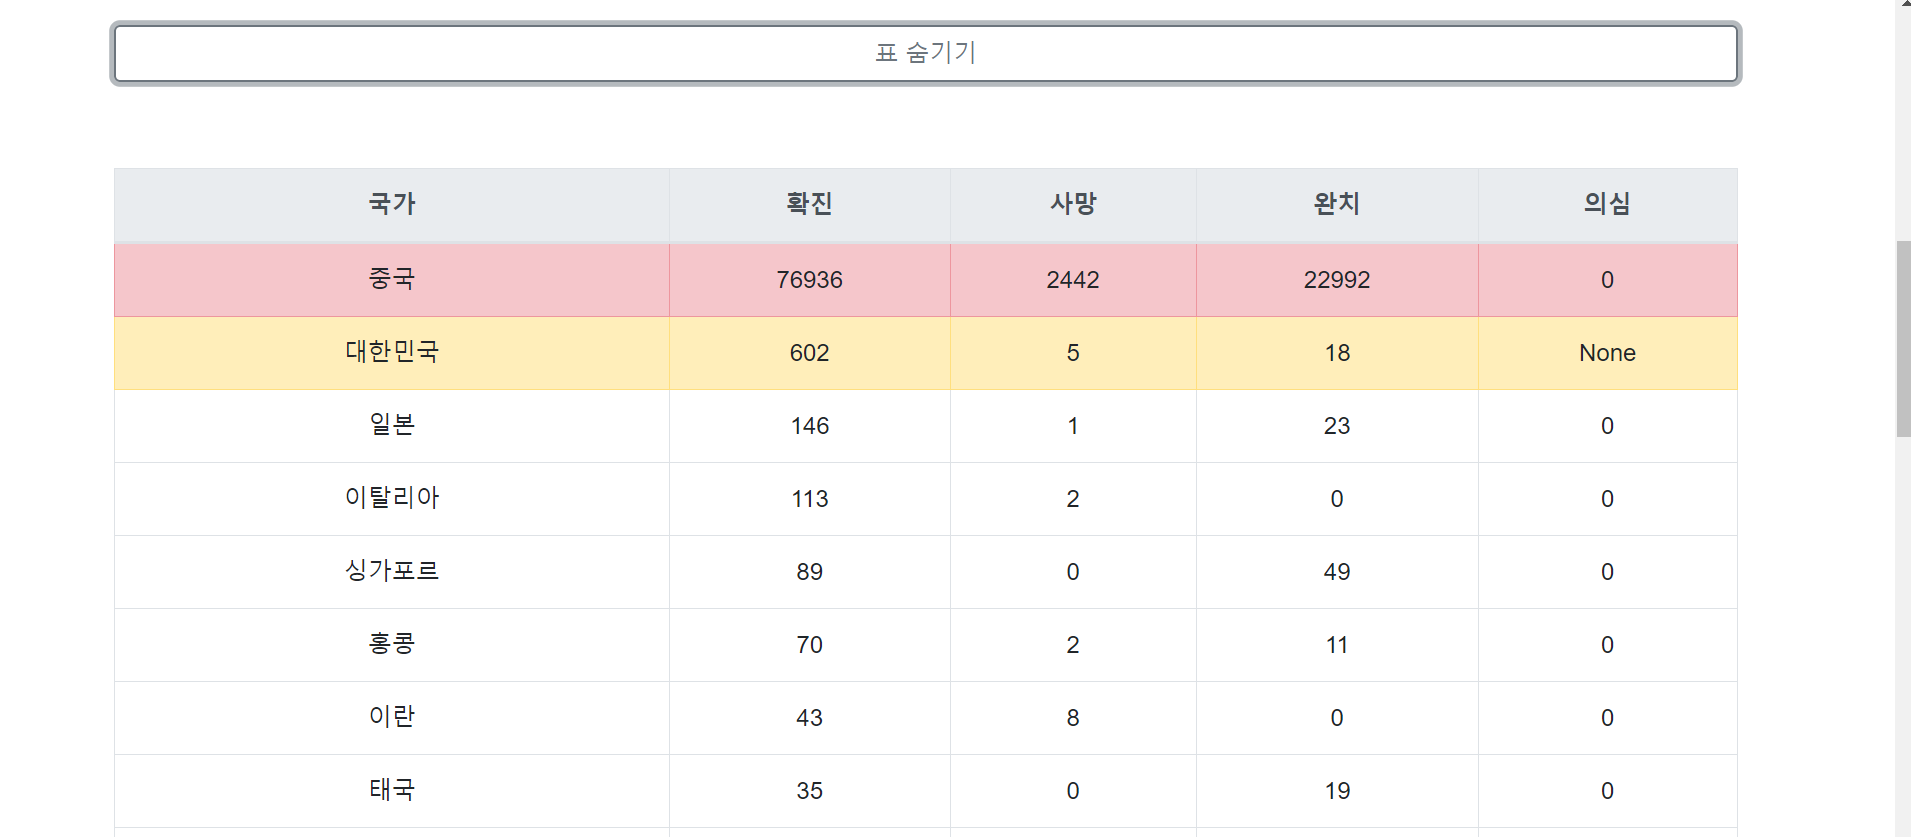 표 숨기기
국가 확진 사망 완치 의심
중국 76936 2442 22992 0
대한민국 602 5 18 None
일본 146 1 23 0
이탈리아 113 2 0 0
싱가포르 89 0 49 0
홍콩 70 2 11 0
이란 43 8 0 0
태국 35 0 19 0